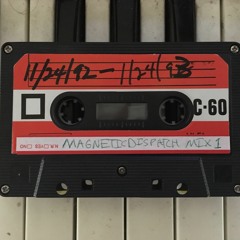 11/24/92 - 11/24/93
C-60
MAGNETIC DISPATCH MIX 1